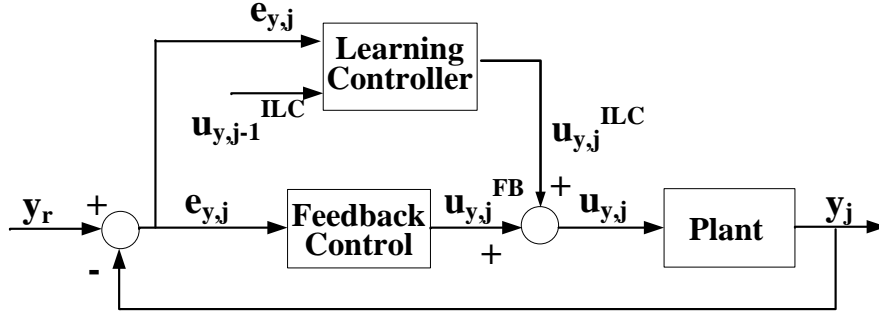 e_{y,j}
Learning
Controller
u_{y,j-1}^{ILC}
u_{y,j}^{ILC}
y_r
+
e_{y,j}
Feedback
Control
u_{y,j}^{FB}
+
+
u_{y,j}
Plant
y_j
-